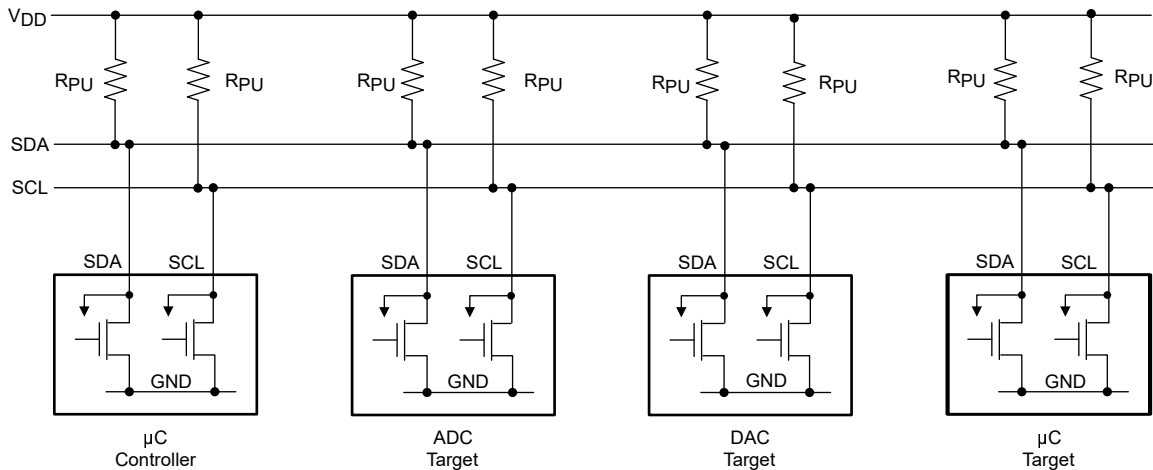 VDD
RPU RPU RPU RPU RPU RPU RPU RPU
SDA
SCL
SDA SCL SDA SCL SDA SCL SDA SCL
GND GND GND GND
µC
Controller
ADC
Target
DAC
Target
µC
Target